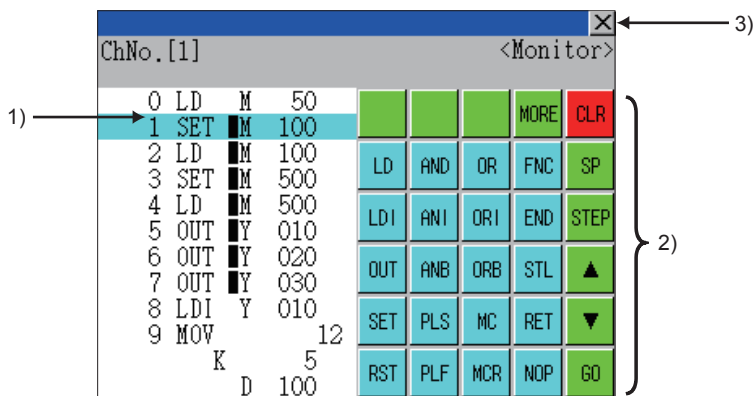 3)
ChNo.[1] <Monitor>
1)
0 LD M 50
1 SET M 100
2 LD M 100
3 SET M 500
4 LD M 500
5 OUT Y 010
6 OUT Y 020
7 OUT Y 030
8 LDI Y 010
9 MOV 12
K 5
D 100
MORE CLR
LD AND OR FNC SP
LDI ANI ORI END STEP
OUT ANB ORB STL ▲
SET PLS MC RET ▼
RST PLF MCR NOP GO
2)